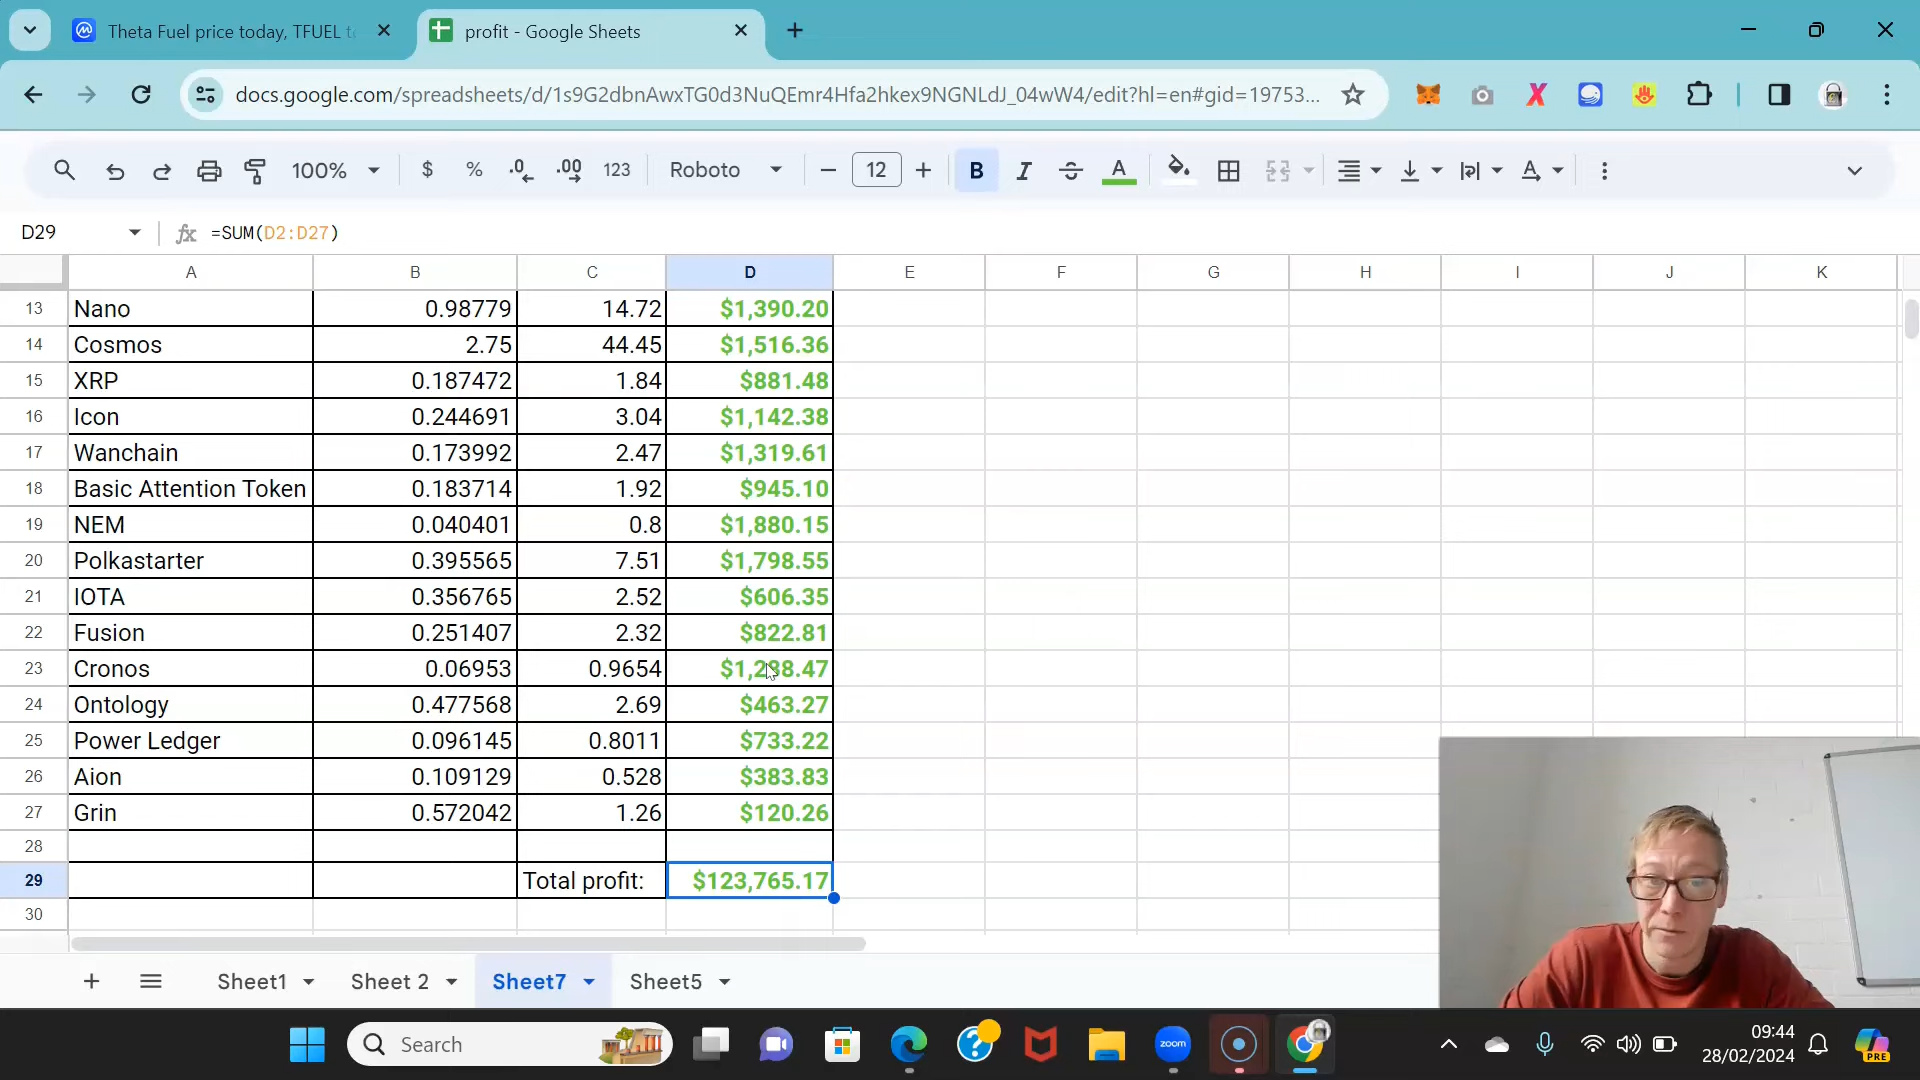 Theta Fuel price today, TFUEL to
profit - Google Sheets
docs.google.com/spreadsheets/d/1s9G2dbnAwxTG0d3NuQEmr4Hfa2hkex9NGNLdJ_04wW4/edit?hl=en#gid=19753...
100% $ % .0 .00 123 Roboto 12 B I A
D29 fx =SUM(D2:D27)
A B C D E F G H I J K
13 Nano 0.98779 14.72 $1,390.20
14 Cosmos 2.75 44.45 $1,516.36
15 XRP 0.187472 1.84 $881.48
16 Icon 0.244691 3.04 $1,142.38
17 Wanchain 0.173992 2.47 $1,319.61
18 Basic Attention Token 0.183714 1.92 $945.10
19 NEM 0.040401 0.8 $1,880.15
20 Polkastarter 0.395565 7.51 $1,798.55
21 IOTA 0.356765 2.52 $606.35
22 Fusion 0.251407 2.32 $822.81
23 Cronos 0.06953 0.9654 $1,288.47
24 Ontology 0.477568 2.69 $463.27
25 Power Ledger 0.096145 0.8011 $733.22
26 Aion 0.109129 0.528 $383.83
27 Grin 0.572042 1.26 $120.26
28
29 Total profit: $123,765.17
30
Sheet1 Sheet 2 Sheet7 Sheet5
Search
zoom
09:44
28/02/2024
PRE